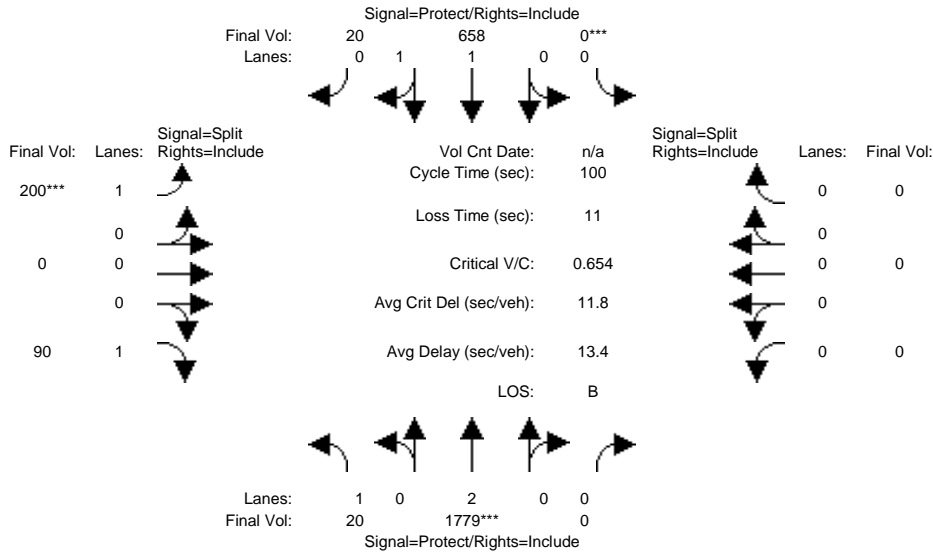 Signal=Protect/Rights=Include
Final Vol: 20 658 0***
Lanes: 0 1 1 0 0
Signal=Split
Final Vol: Lanes: Rights=Include
Vol Cnt Date: n/a
Signal=Split
Rights=Include Lanes: Final Vol:
Cycle Time (sec): 100
200*** 1
0 0
Loss Time (sec): 11
0
0
0 0
Critical V/C: 0.654
0 0
0
Avg Crit Del (sec/veh): 11.8
0
90 1
Avg Delay (sec/veh): 13.4
0 0
LOS: B
Lanes: 1 0 2 0 0
Final Vol: 20 1779*** 0
Signal=Protect/Rights=Include